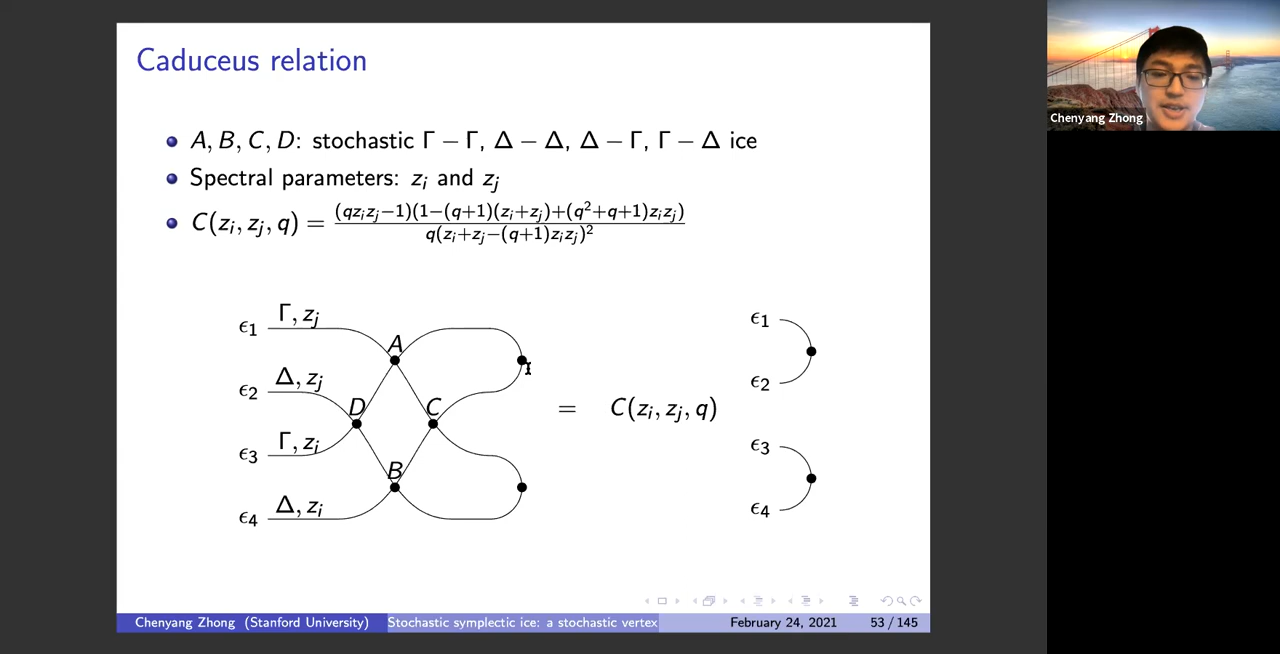 Caduceus relation
A, B, C, D: stochastic Γ − Γ, Δ − Δ, Δ − Γ, Γ − Δ ice
Spectral parameters: z_i and z_j
C(z_i, z_j, q) = (qz_iz_j−1)(1−(q+1)(z_i+z_j)+(q²+q+1)z_iz_j) / q(z_i+z_j−(q+1)z_iz_j)²
Γ, z_j
ϵ1
A
Δ, z_j
ϵ2
D
C
Γ, z_i
ϵ3
B
Δ, z_i
ϵ4
= C(z_i, z_j, q)
ϵ1
ϵ2
ϵ3
ϵ4
Chenyang Zhong (Stanford University) Stochastic symplectic ice: a stochastic vertex February 24, 2021 53 / 145
Chenyang Zhong